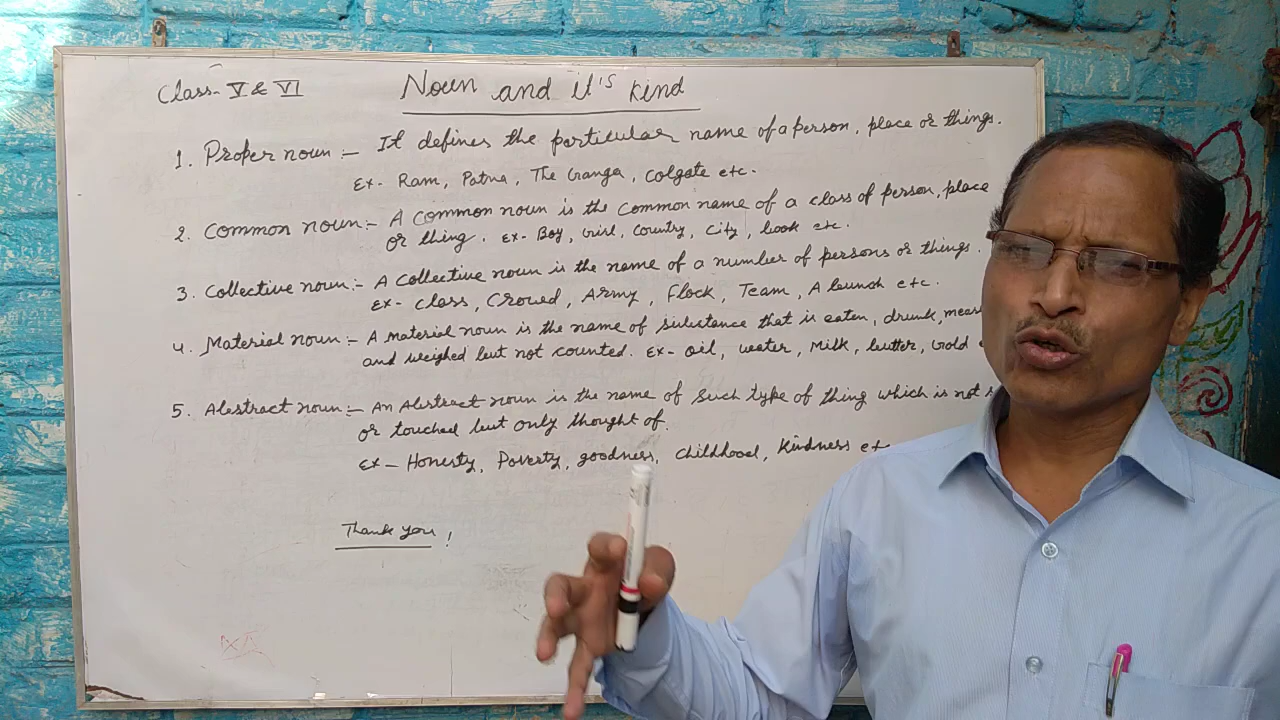 Class- V & VI
Noun and it's kind
1. Proper noun :- It defines the particular name of a person, place or things.
Ex- Ram, Patna, The Ganga, Colgate etc.
2. Common noun:- A common noun is the common name of a class of person, place
or thing. Ex- Boy, Girl, Country, City, book etc.
3. Collective noun:- A collective noun is the name of a number of persons or things.
Ex- Class, Crowd, Army, Flock, Team, A bunch etc.
4. Material noun:- A material noun is the name of substance that is eaten, drunk,
and weighed but not counted. Ex- oil, water, Milk, butter, Gold
5. Abstract noun:- An Abstract noun is the name of such type of thing which is not
or touched but only thought of.
Ex- Honesty, Poverty, goodness, childhood, Kindness etc
Thank you!